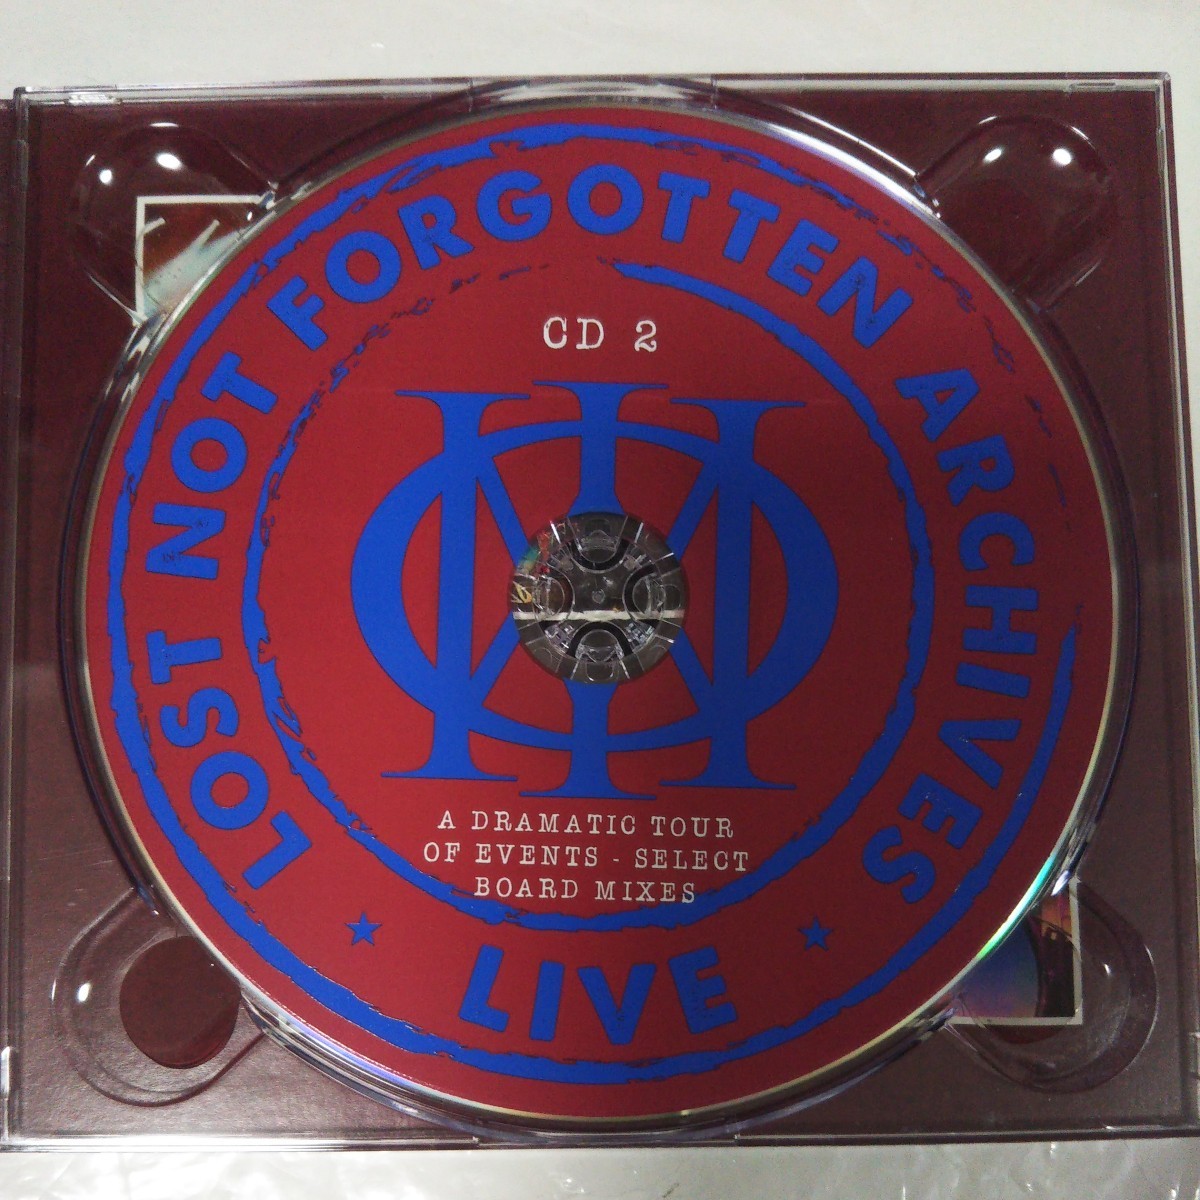 LOST NOT FORGOTTEN ARCHIVES
CD 2
A DRAMATIC TOUR
OF EVENTS - SELECT
BOARD MIXES
LIVE